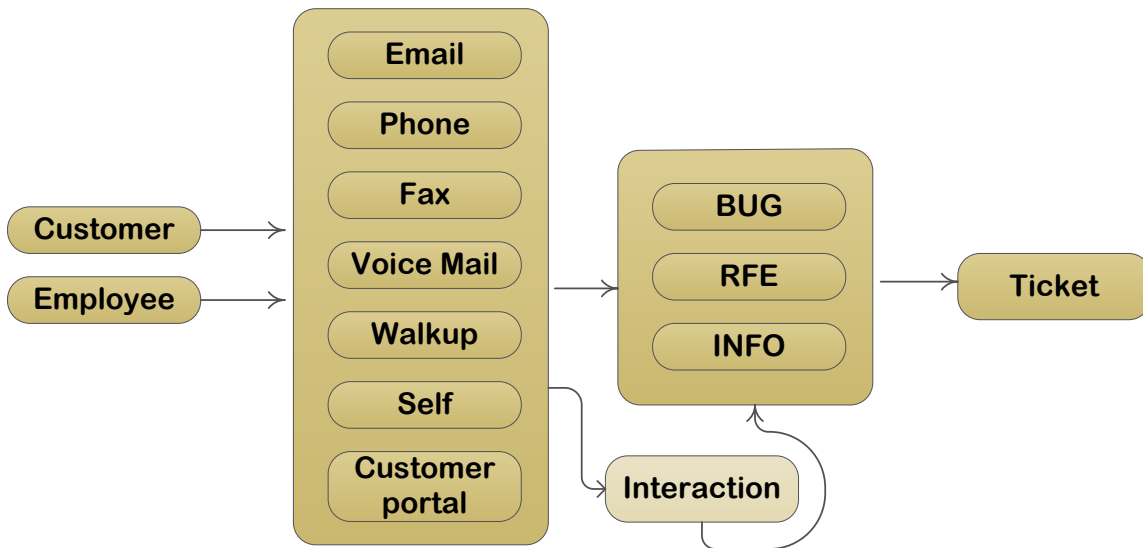 Customer
Employee
Email
Phone
Fax
Voice Mail
Walkup
Self
Customer
portal
BUG
RFE
INFO
Interaction
Ticket